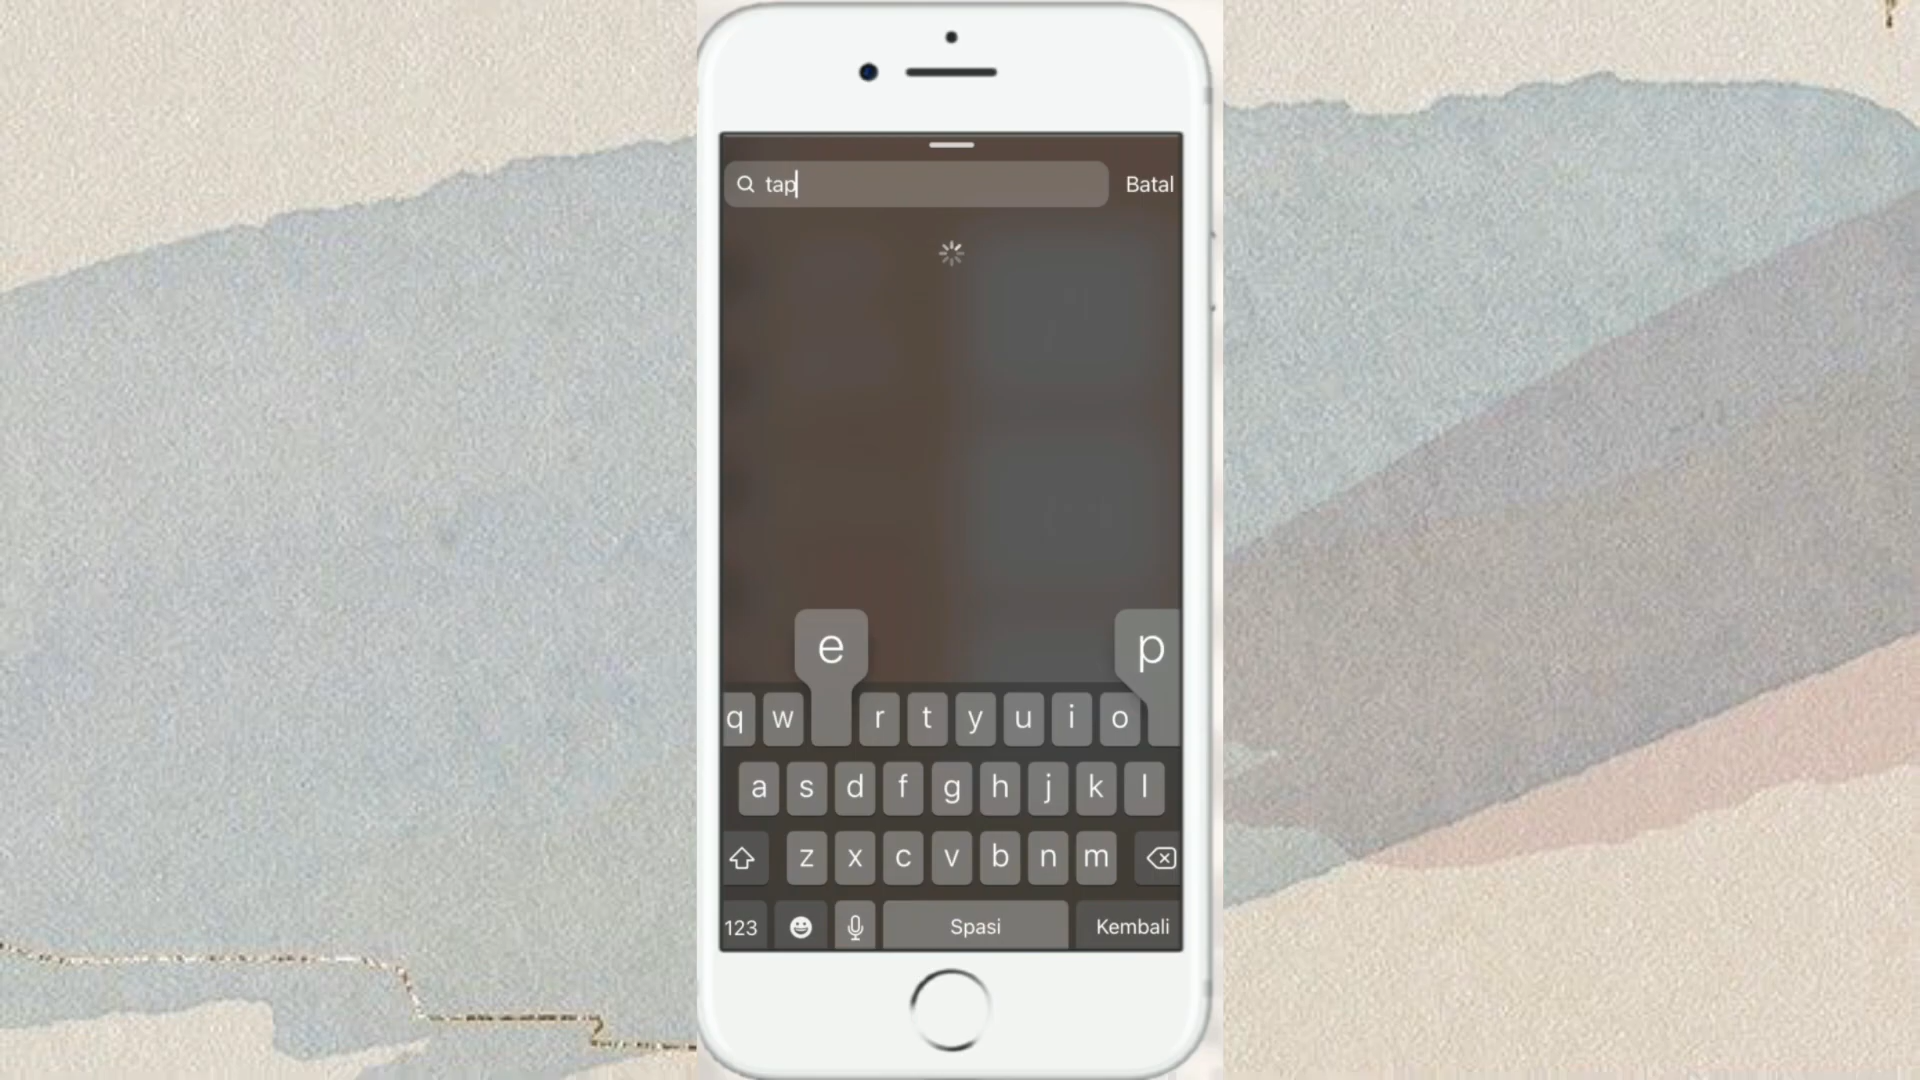 tap
Batal
e p
q w r t y u i o
a s d f g h j k l
z x c v b n m
123 Spasi Kembali